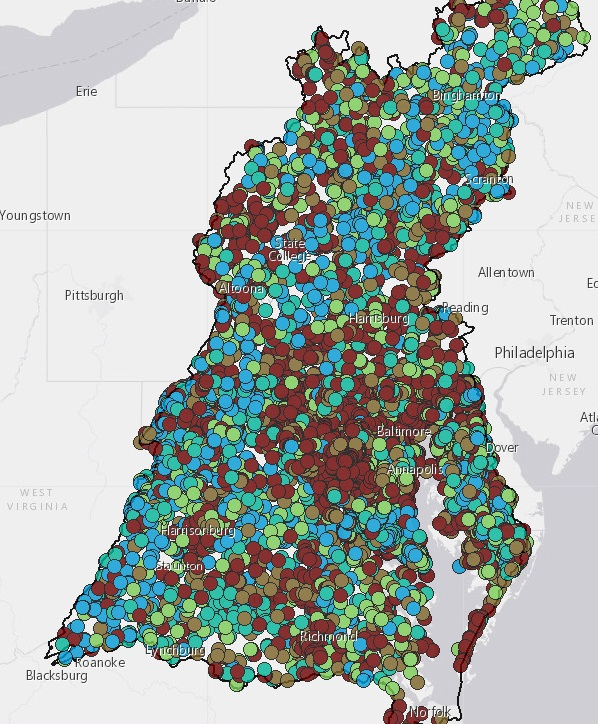 Erie
Binghamton
Scranton
Youngstown
NEW
JERSE
State
College
Allentown
Altoona
Pittsburgh
Reading
Harrisburg
Trenton
Philadelphia
NEW
JERSEY
Baltimore
Dover
Annapolis
WEST
VIRGINIA
Harrisonburg
Staunton
Richmond
Lynchburg
Roanoke
Blacksburg
Norfolk